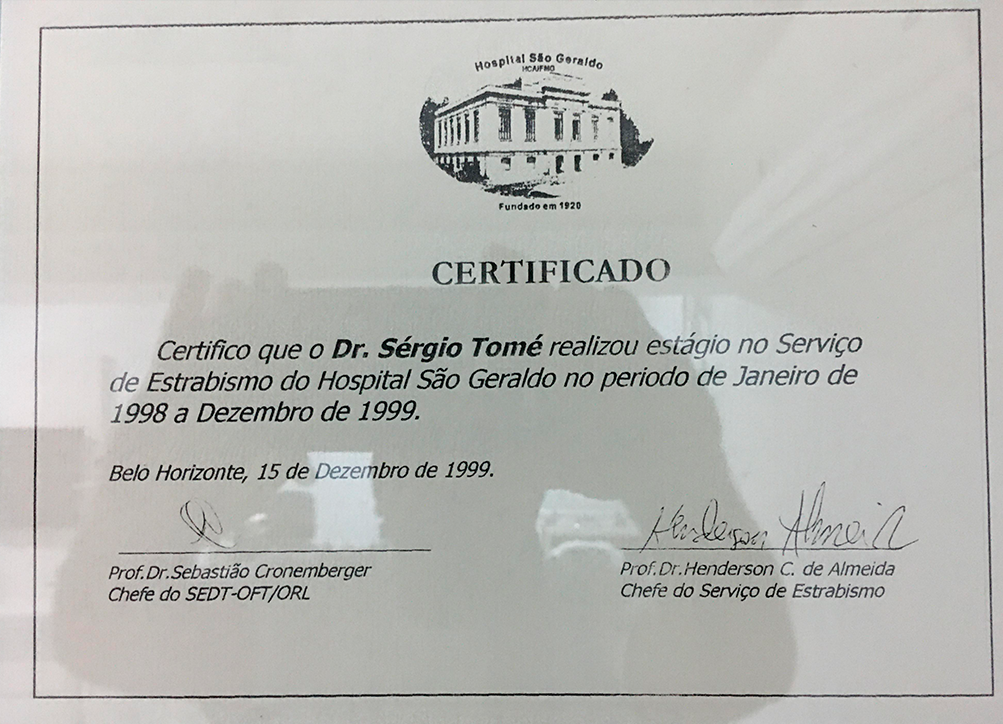 Hospital São Geraldo
HC/UFMG
Fundado em 1920
CERTIFICADO
Certifico que o Dr. Sérgio Tomé realizou estágio no Serviço
de Estrabismo do Hospital São Geraldo no periodo de Janeiro de
1998 a Dezembro de 1999.
Belo Horizonte, 15 de Dezembro de 1999.
Henderson Almeida
Prof.Dr.Sebastião Cronemberger
Chefe do SEDT-OFT/ORL
Prof.Dr.Henderson C. de Almeida
Chefe do Serviço de Estrabismo